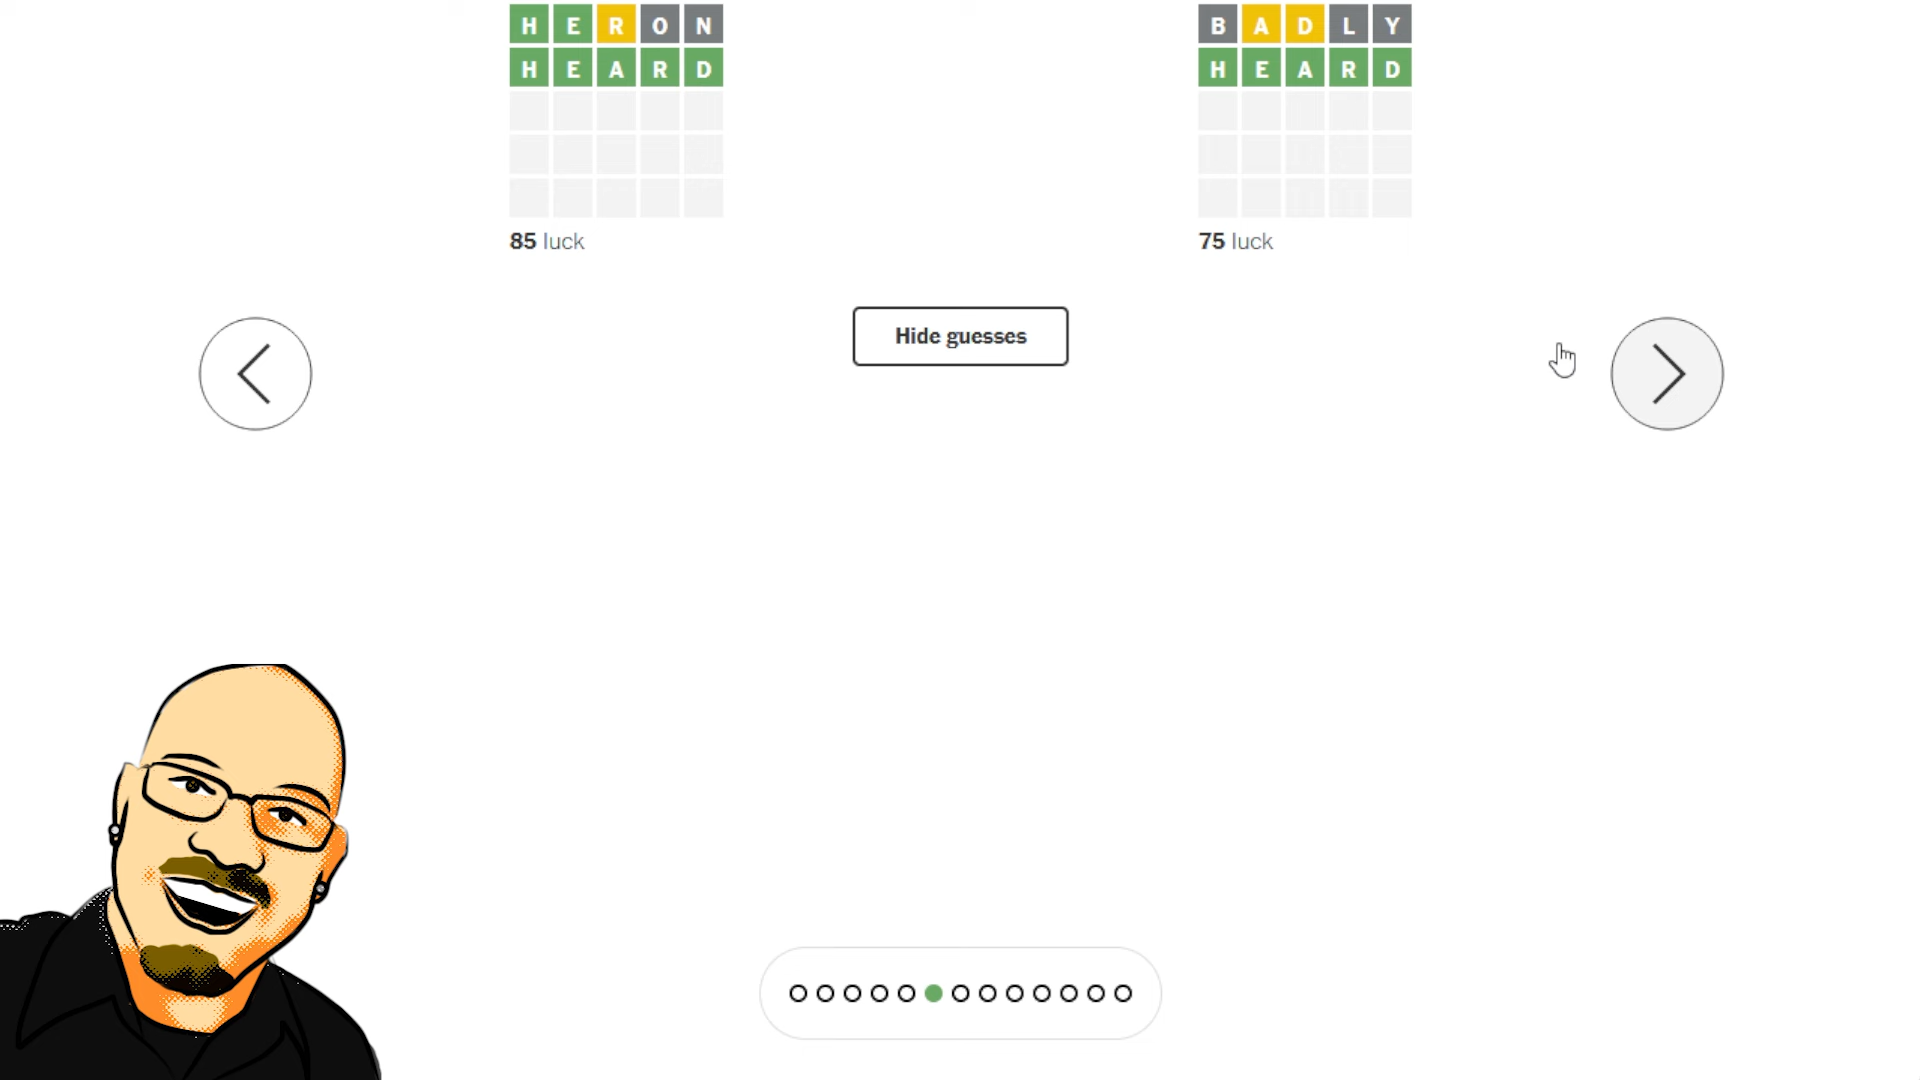 HERON
HEARD
85 luck
BADLY
HEARD
75 luck
Hide guesses